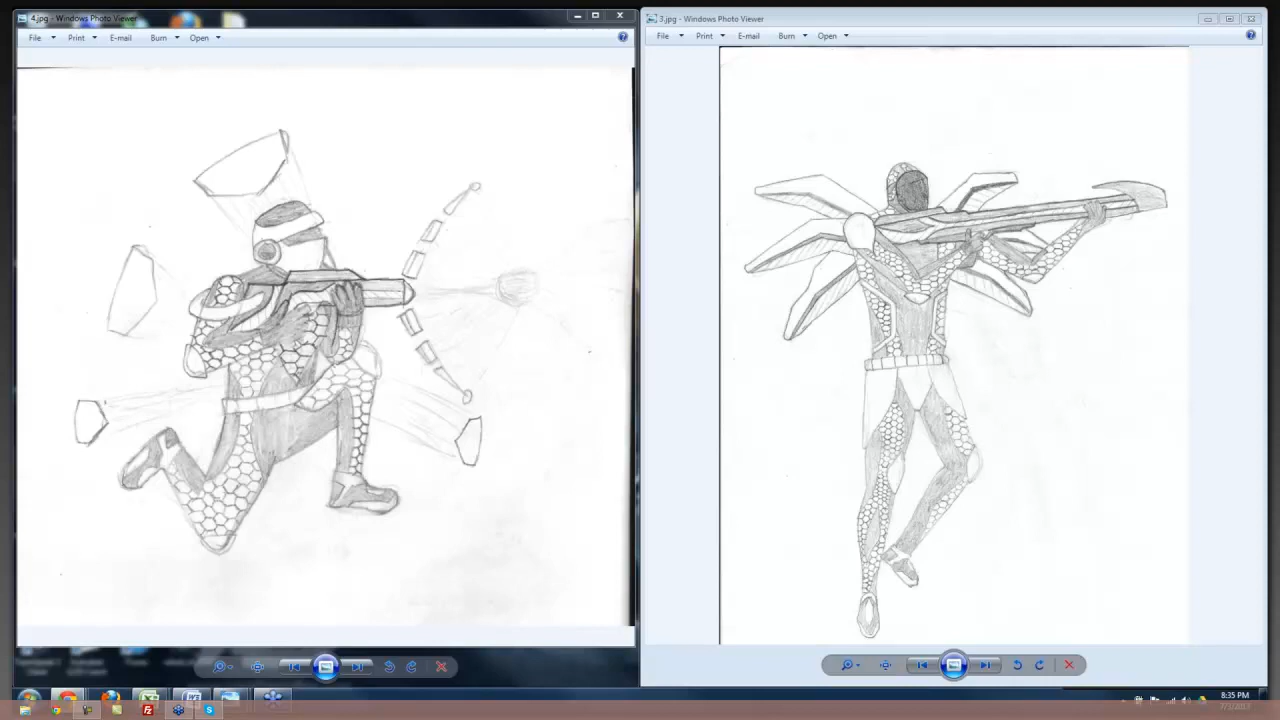 4.jpg - Windows Photo Viewer
File Print E-mail Burn Open
3.jpg - Windows Photo Viewer
File Print E-mail Burn Open
8:35 PM